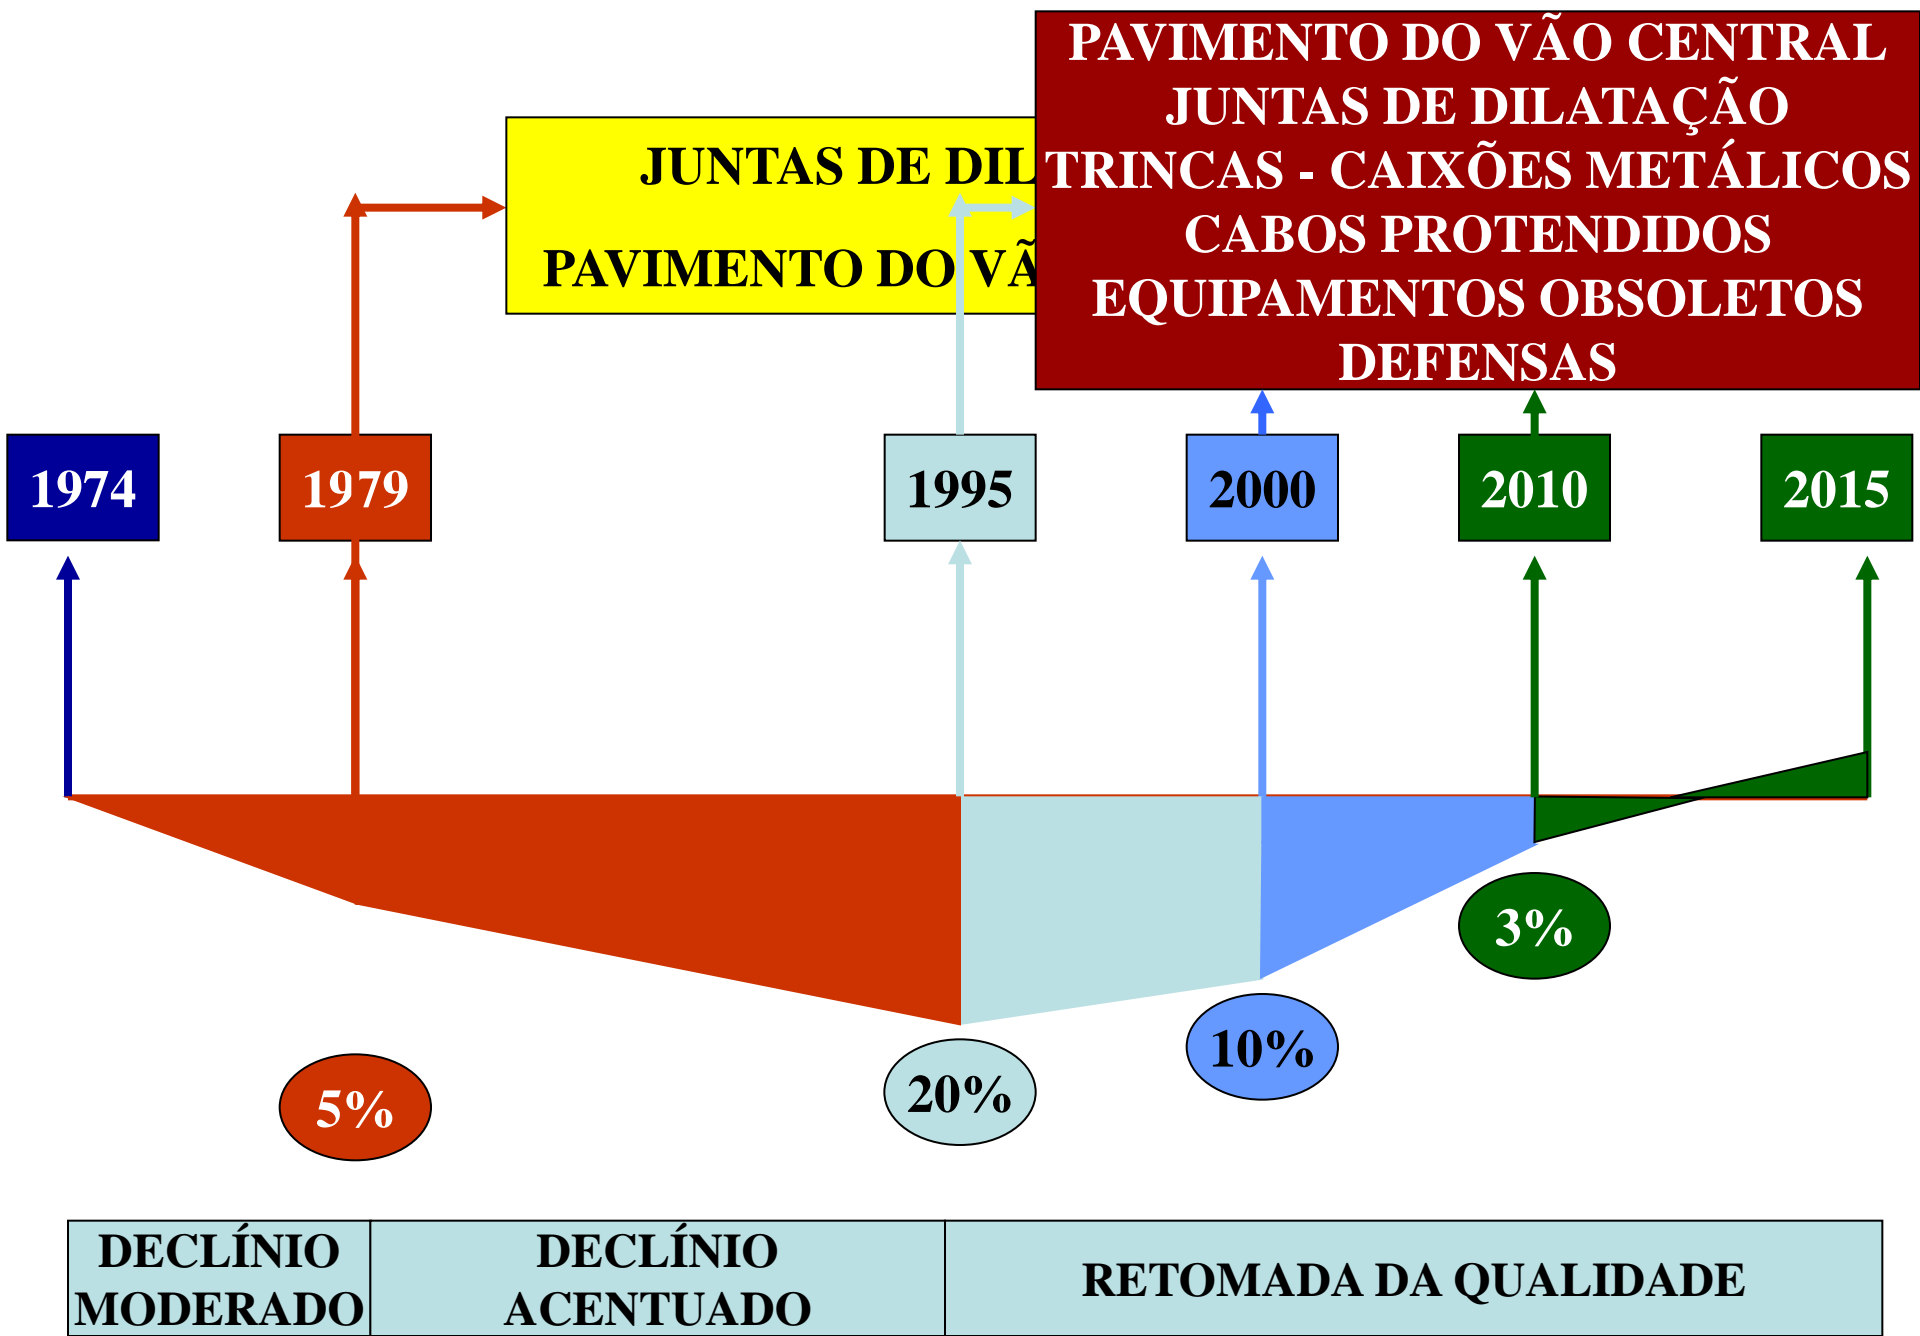 PAVIMENTO DO VÃO CENTRAL
JUNTAS DE DILATAÇÃO
TRINCAS - CAIXÕES METÁLICOS
CABOS PROTENDIDOS
EQUIPAMENTOS OBSOLETOS
DEFENSAS
JUNTAS DE DIL
PAVIMENTO DO VÃ
1974
1979
1995
2000
2010
2015
3%
10%
20%
5%
DECLÍNIO
MODERADO
DECLÍNIO
ACENTUADO
RETOMADA DA QUALIDADE